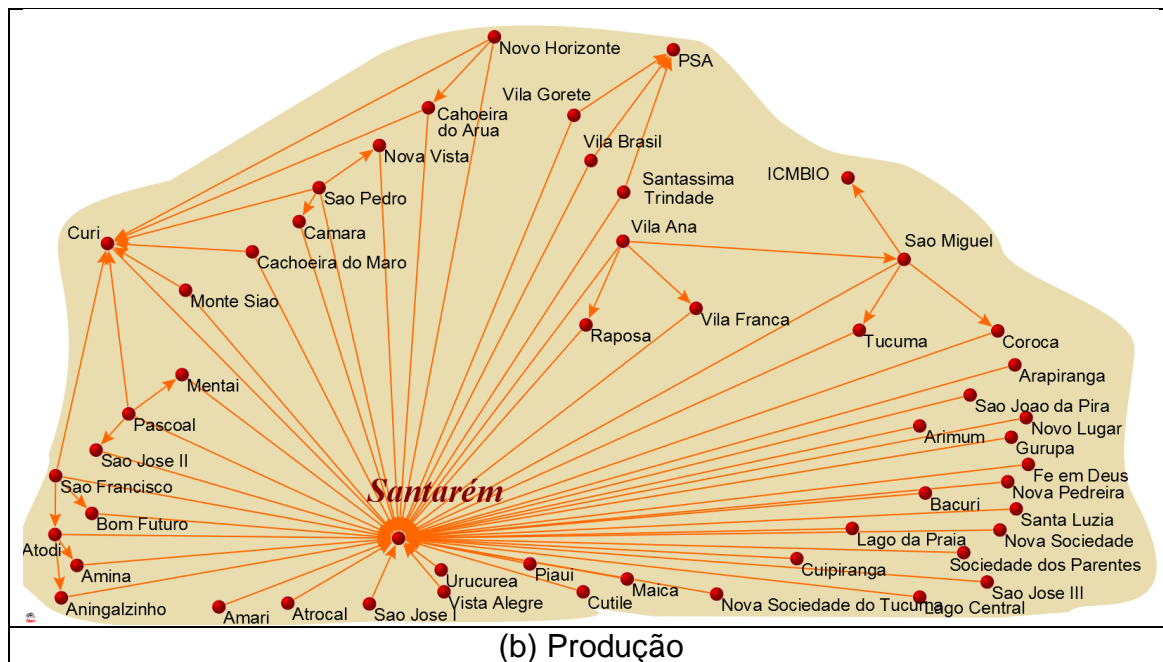 Novo Horizonte
PSA
Vila Gorete
Cahoeira
do Arua
Vila Brasil
Nova Vista
ICMBIO
Santassima
Trindade
Sao Pedro
Camara
Vila Ana
Curi
Sao Miguel
Cachoeira do Maro
Monte Siao
Vila Franca
Raposa
Tucuma
Coroca
Arapiranga
Mentai
Sao Joao da Pira
Pascoal
Arimum
Novo Lugar
Gurupa
Sao Jose II
Fe em Deus
Sao Francisco
Santarém
Nova Pedreira
Bacuri
Bom Futuro
Santa Luzia
Lago da Praia
Nova Sociedade
Atodi
Sociedade dos Parentes
Amina
Urucurea
Piaui
Cuipiranga
Maica
Sao Jose III
Aningalzinho
Amari
Atrocal
Sao Jose I
Vista Alegre
Cutile
Nova Sociedade do Tucuma
Lago Central
(b) Produção